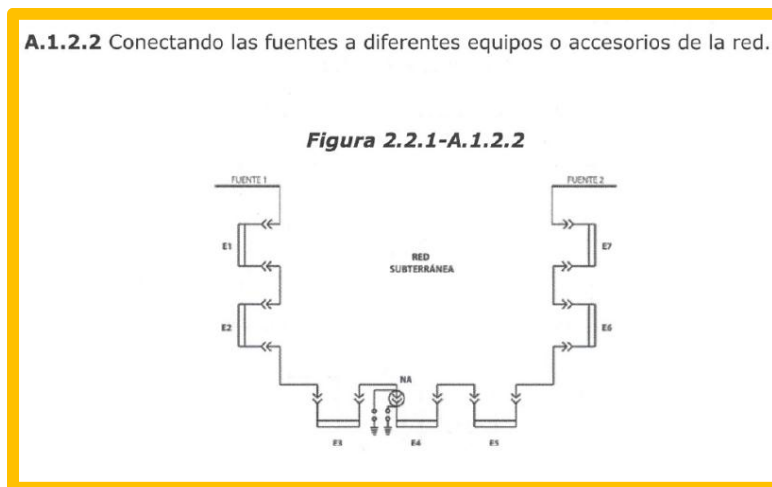 A.1.2.2 Conectando las fuentes a diferentes equipos o accesorios de la red.
Figura 2.2.1-A.1.2.2
FUENTE 1
FUENTE 2
E1
E7
RED
SUBTERRÁNEA
E2
E6
NA
E3
E4
E5